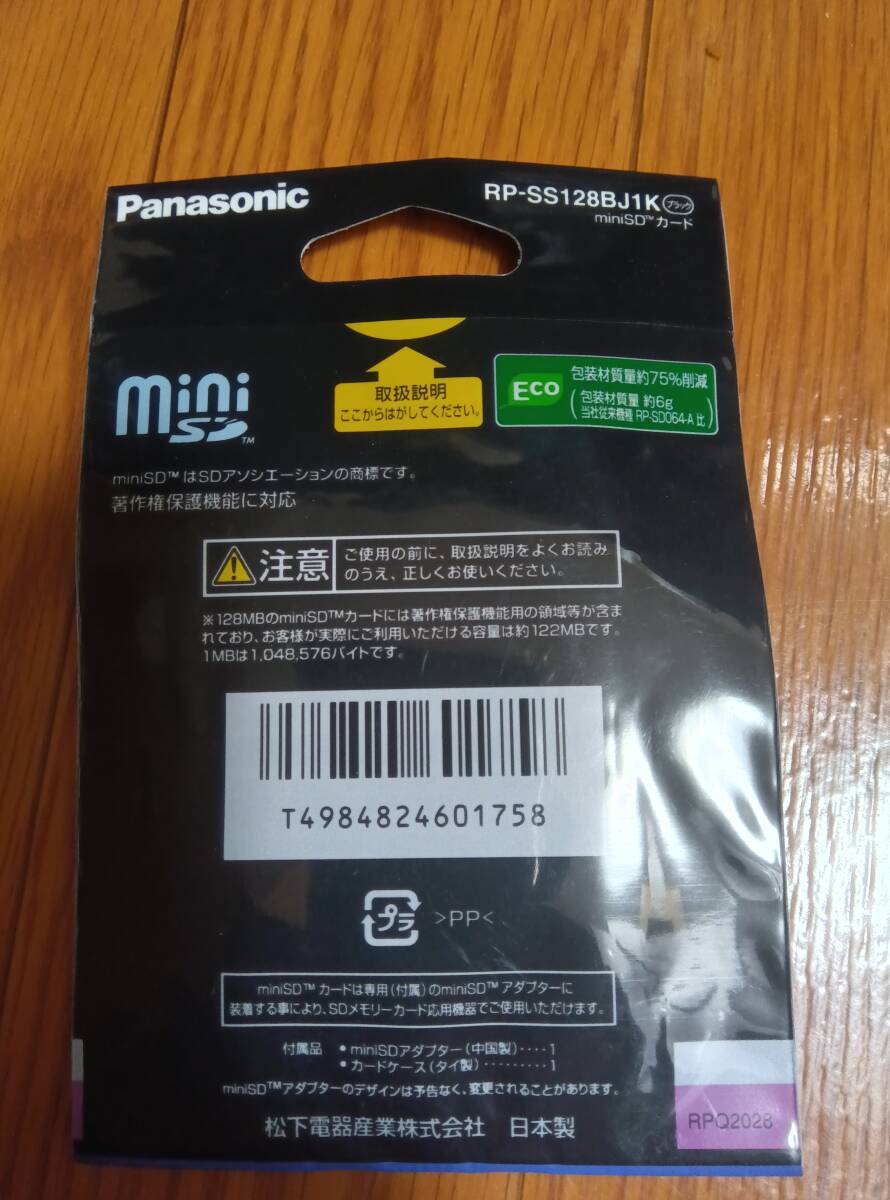 Panasonic
RP-SS128BJ1K ブラック
miniSD™ カード
取扱説明
ここからはがしてください。
Eco
包装材質量約75%削減
包装材質量 約6g
当社従来機種 RP-SD064-A 比
mini
SD™
miniSD™ はSDアソシエーションの商標です。
著作権保護機能に対応
注意
ご使用の前に、取扱説明をよくお読み
のうえ、正しくお使いください。
※128MBのminiSD™カードには著作権保護機能用の領域等が含ま
れており、お客様が実際にご利用いただける容量は約122MBです。
1MBは1,048,576バイトです。
T4984824601758
プラ >PP<
miniSD™ カードは専用(付属)のminiSD™ アダプターに
装着する事により、SDメモリーカード応用機器でご使用いただけます。
付属品 ● miniSDアダプター(中国製)‥‥1
● カードケース(タイ製)‥‥‥‥‥1
miniSD™アダプターのデザインは予告なく、変更されることがあります。
松下電器産業株式会社 日本製
RPQ2028